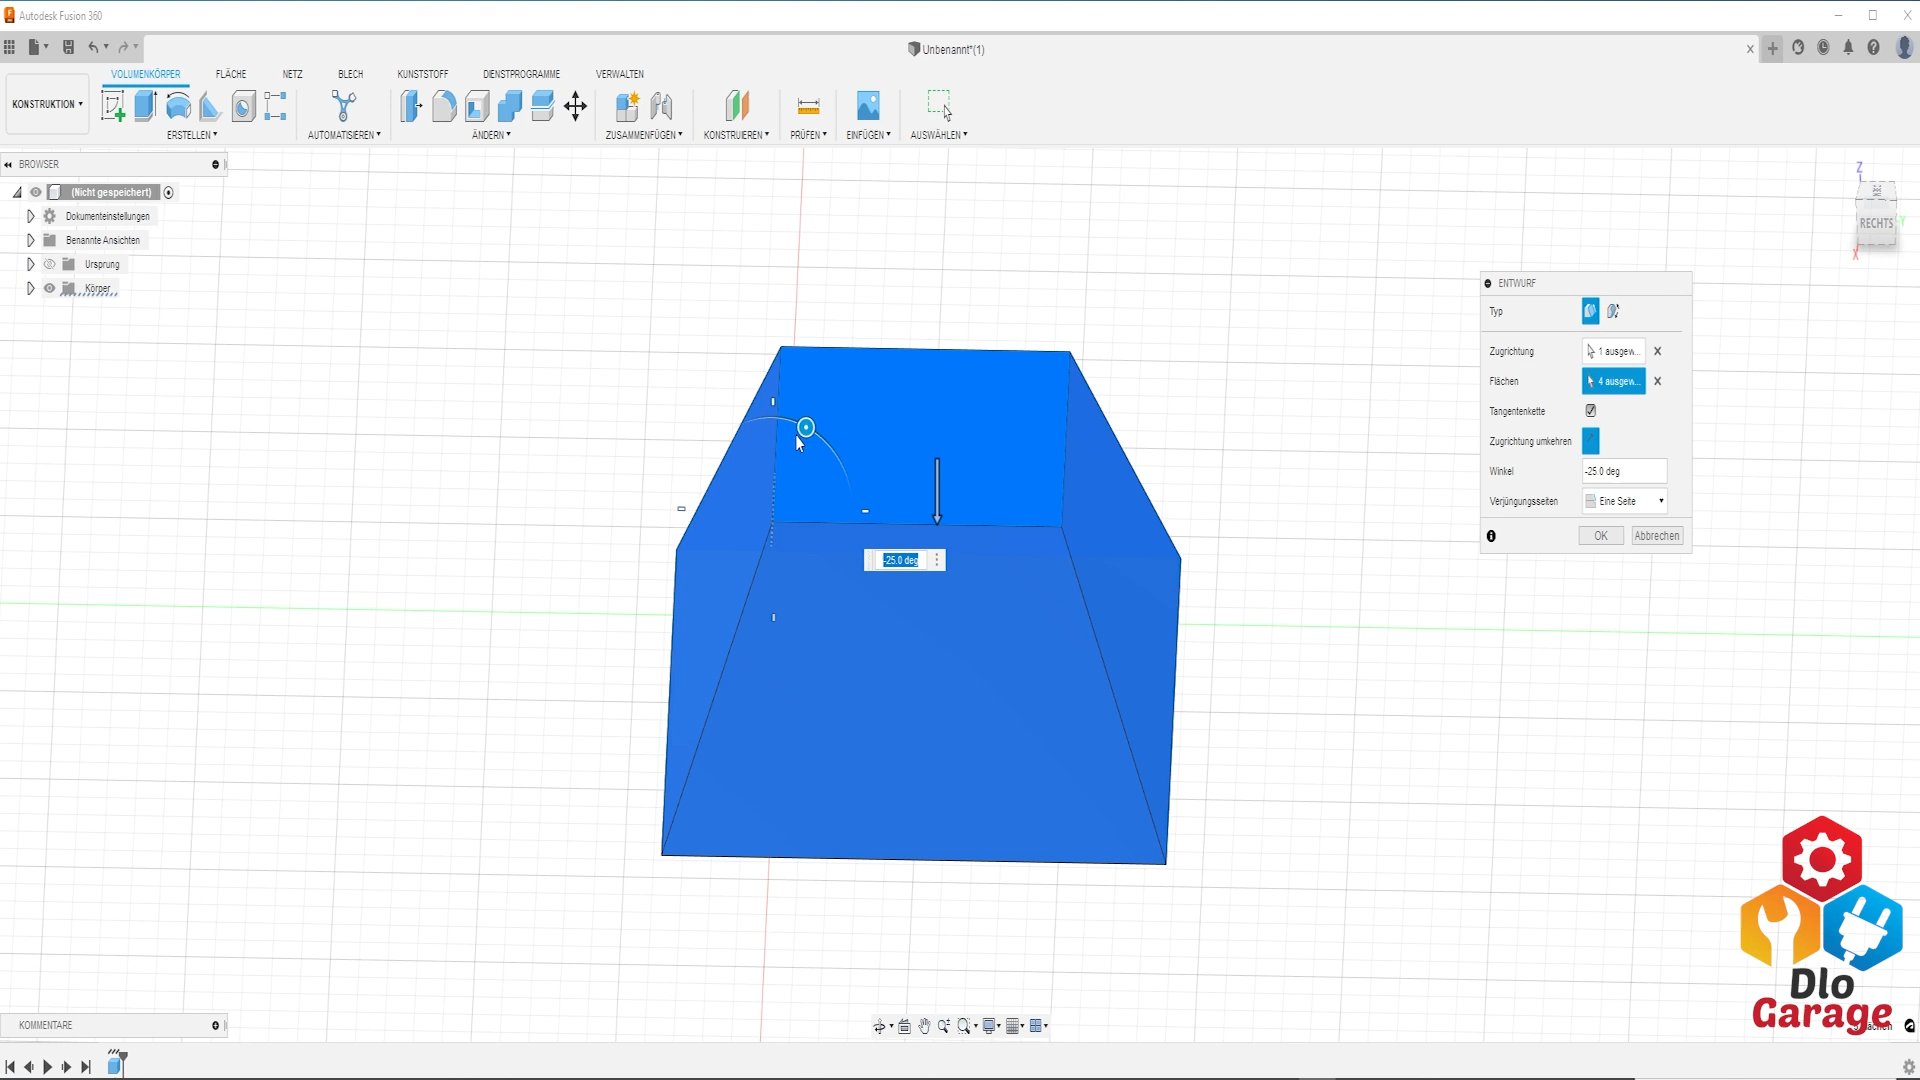 Autodesk Fusion 360
Unbenannt*(1)
VOLUMENKÖRPER FLÄCHE NETZ BLECH KUNSTSTOFF DIENSTPROGRAMME VERWALTEN
KONSTRUKTION
ERSTELLEN AUTOMATISIEREN ÄNDERN ZUSAMMENFÜGEN KONSTRUIEREN PRÜFEN EINFÜGEN AUSWÄHLEN
BROWSER
(Nicht gespeichert)
Dokumenteinstellungen
Benannte Ansichten
Ursprung
Körper
Z
RECHTS
Y
X
ENTWURF
Typ
Zugrichtung 1 ausgew...
Flächen 4 ausgew...
Tangentenkette
Zugrichtung umkehren
Winkel -25.0 deg
Verjüngungsseiten Eine Seite
OK Abbrechen
-25.0 deg
Dlo
Garage
KOMMENTARE